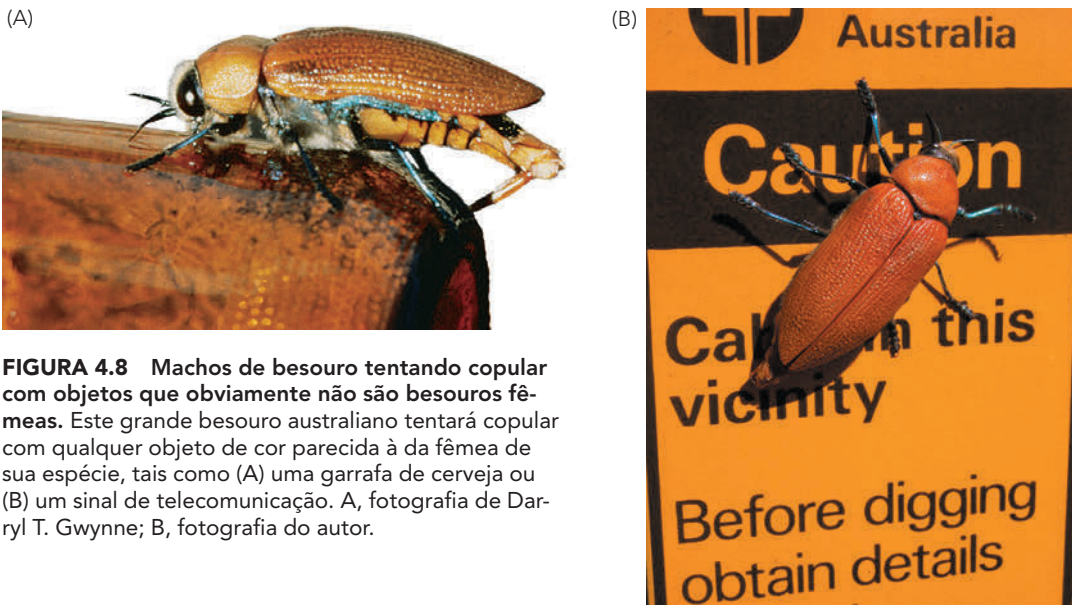 (A)
(B)
Australia
Caution
in this
vicinity
Before digging
obtain details
FIGURA 4.8 Machos de besouro tentando copular
com objetos que obviamente não são besouros fê-
meas. Este grande besouro australiano tentará copular
com qualquer objeto de cor parecida à da fêmea de
sua espécie, tais como (A) uma garrafa de cerveja ou
(B) um sinal de telecomunicação. A, fotografia de Dar-
ryl T. Gwynne; B, fotografia do autor.